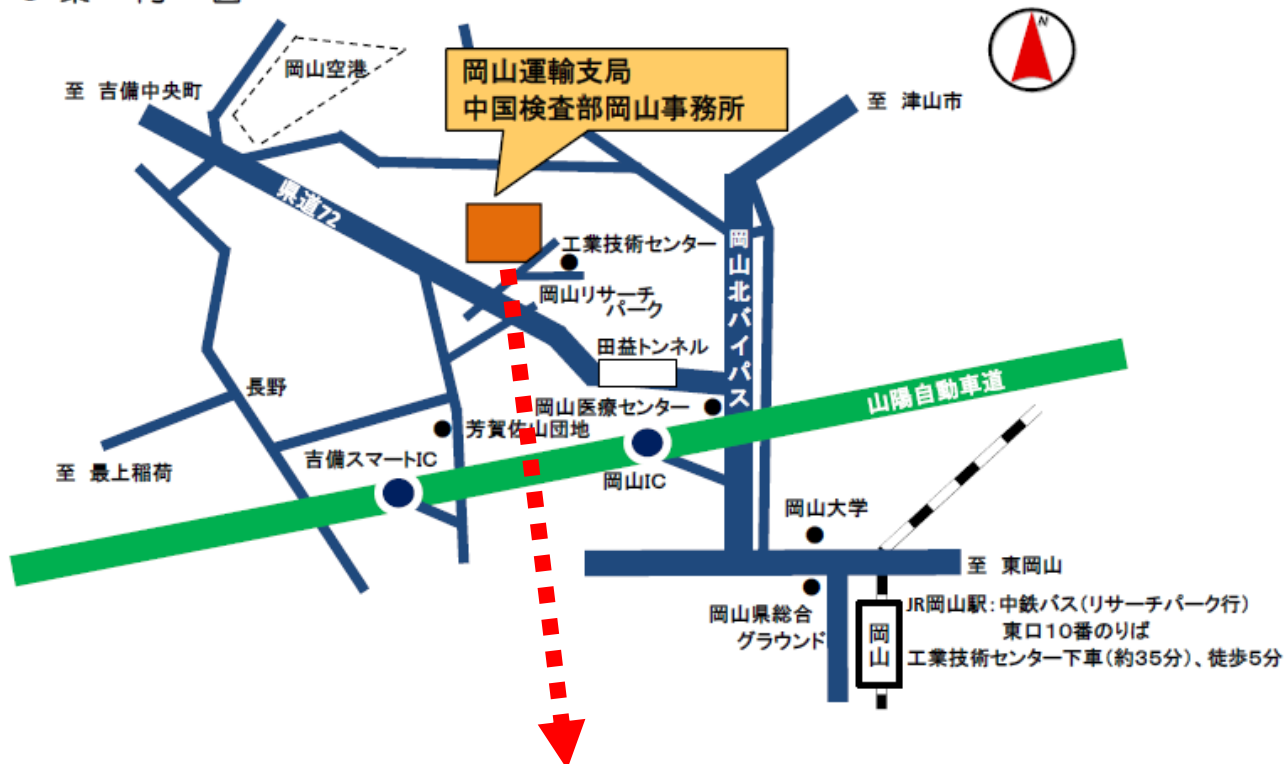 N
岡山空港
至 吉備中央町
岡山運輸支局
中国検査部岡山事務所
至 津山市
県道72
工業技術センター
岡山北バイパス
岡山リサーチ
パーク
田益トンネル
長野
岡山医療センター
山陽自動車道
芳賀佐山団地
吉備スマートIC
至 最上稲荷
岡山IC
岡山大学
至 東岡山
岡山県総合
グラウンド
岡山
JR岡山駅:中鉄バス(リサーチパーク行)
東口10番のりば
工業技術センター下車(約35分)、徒歩5分